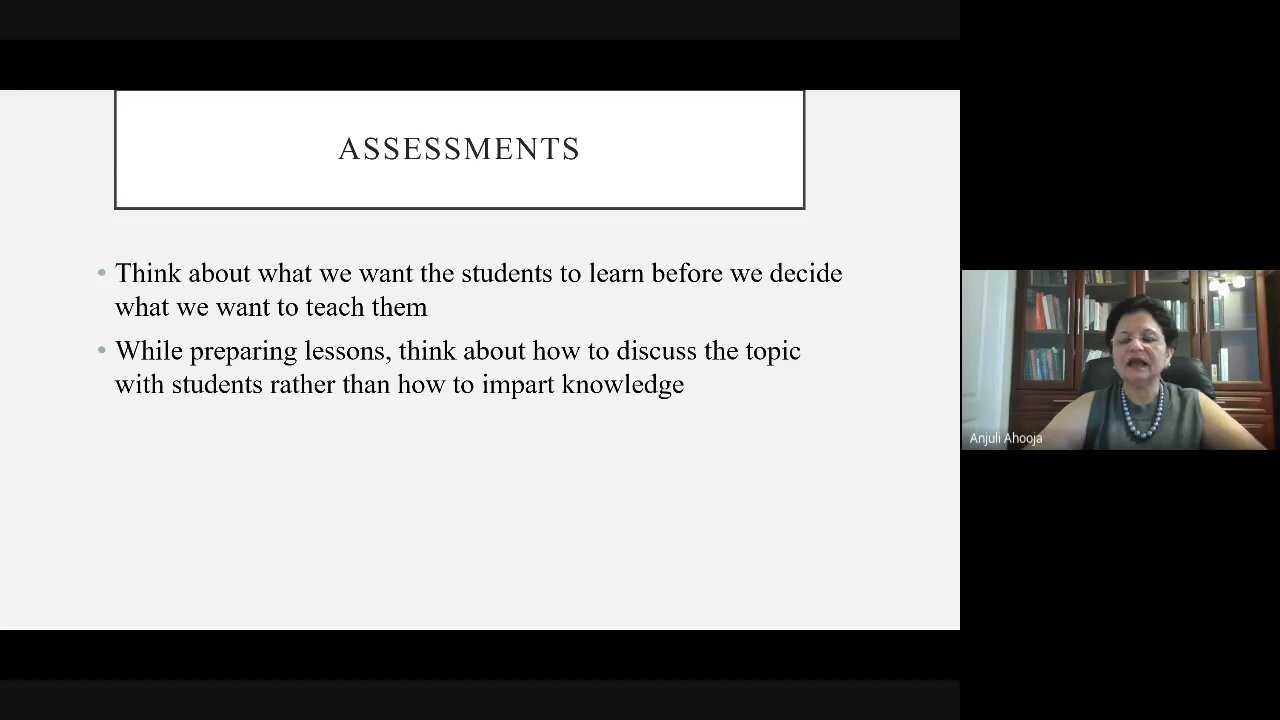 ASSESSMENTS
• Think about what we want the students to learn before we decide
what we want to teach them
• While preparing lessons, think about how to discuss the topic
with students rather than how to impart knowledge
Anjuli Ahooja